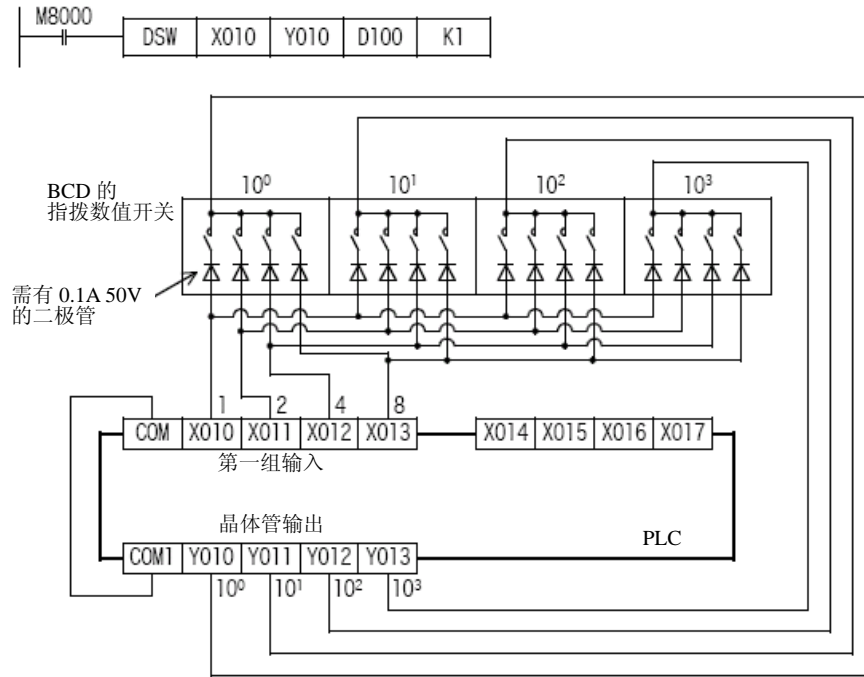 M8000
DSW X010 Y010 D100 K1
BCD 的
指拨数值开关
10⁰ 10¹ 10² 10³
需有 0.1A 50V
的二极管
1 2 4 8
COM X010 X011 X012 X013 X014 X015 X016 X017
第一组输入
晶体管输出
PLC
COM1 Y010 Y011 Y012 Y013
10⁰ 10¹ 10² 10³